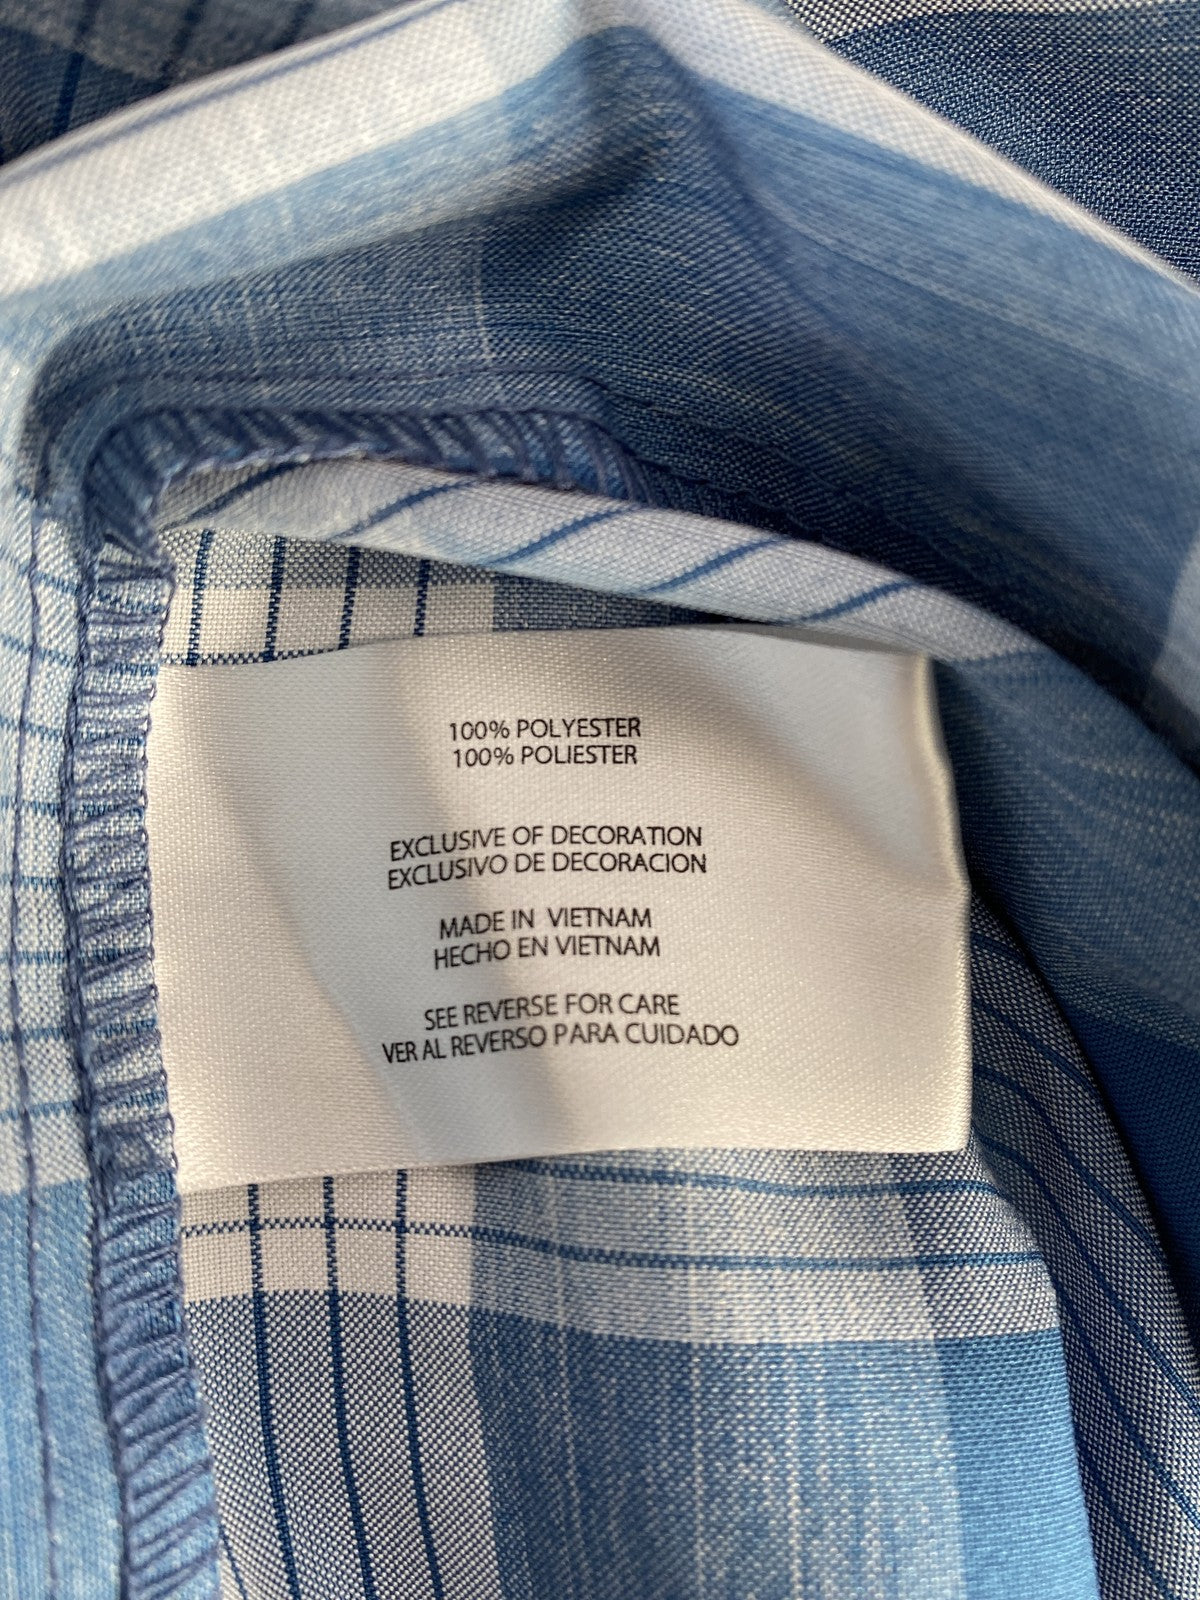 100% POLYESTER
100% POLIESTER
EXCLUSIVE OF DECORATION
EXCLUSIVO DE DECORACION
MADE IN VIETNAM
HECHO EN VIETNAM
SEE REVERSE FOR CARE
VER AL REVERSO PARA CUIDADO